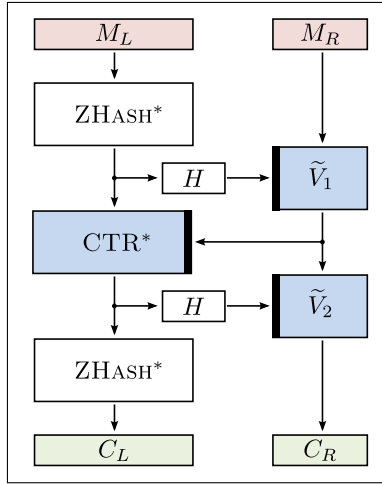 M_L M_R
ZHASH*
H Ṽ_1
CTR*
H Ṽ_2
ZHASH*
C_L C_R